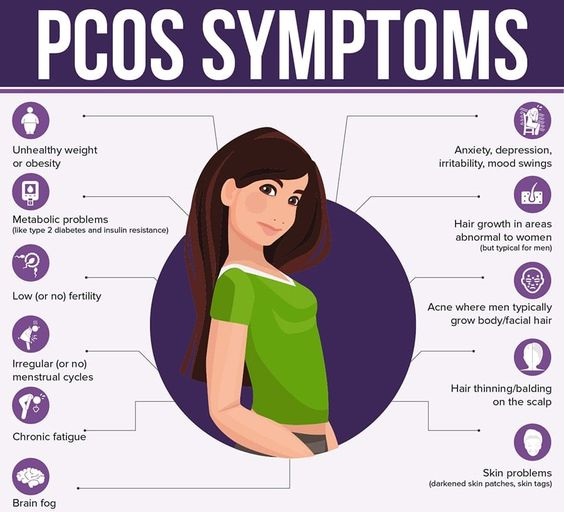 PCOS SYMPTOMS
Unhealthy weight
or obesity
Metabolic problems
(like type 2 diabetes and insulin resistance)
Low (or no) fertility
Irregular (or no)
menstrual cycles
Chronic fatigue
Brain fog
Anxiety, depression,
irritability, mood swings
Hair growth in areas
abnormal to women
(but typical for men)
Acne where men typically
grow body/facial hair
Hair thinning/balding
on the scalp
Skin problems
(darkened skin patches, skin tags)